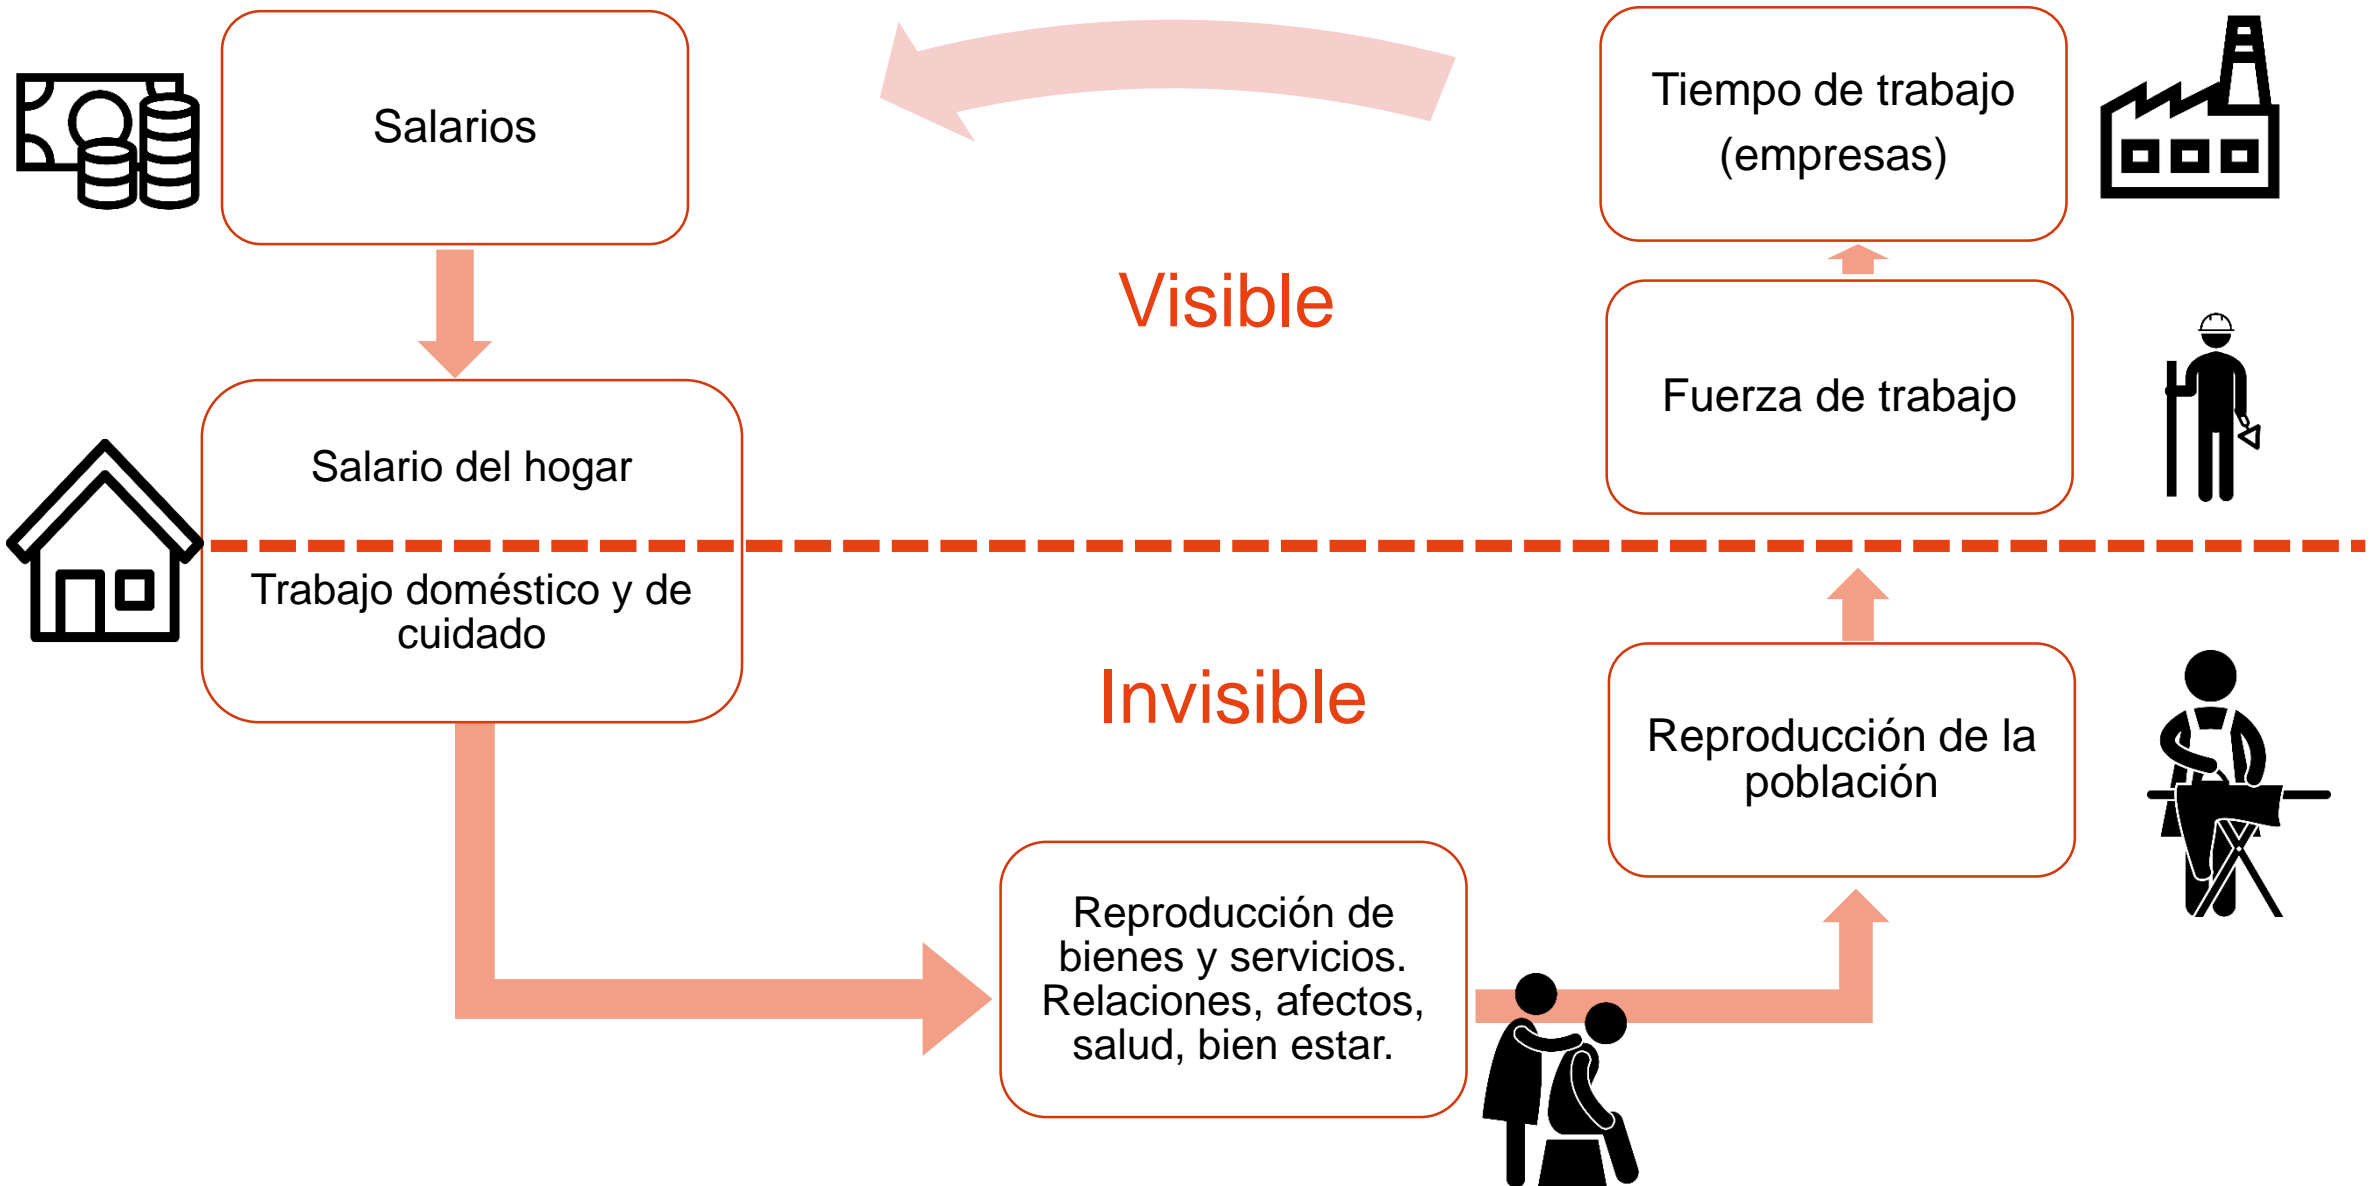 Salarios
Tiempo de trabajo
(empresas)
Visible
Fuerza de trabajo
Salario del hogar
Trabajo doméstico y de
cuidado
Invisible
Reproducción de la
población
Reproducción de
bienes y servicios.
Relaciones, afectos,
salud, bien estar.